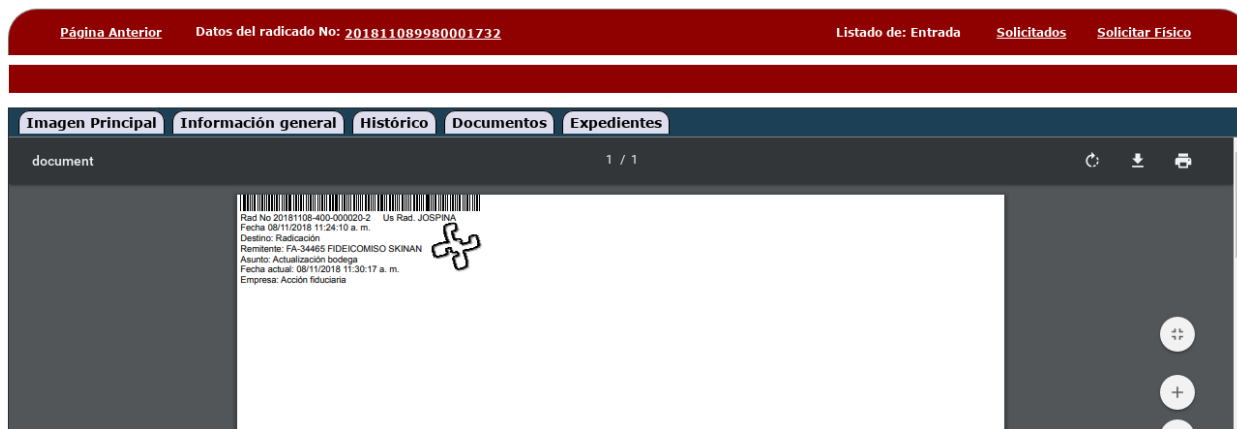 Página Anterior Datos del radicado No: 201811089980001732 Listado de: Entrada Solicitados Solicitar Físico
Imagen Principal Información general Histórico Documentos Expedientes
document 1 / 1
Rad No 20181108-400-000020-2 Us Rad. JOSPINA
Fecha 08/11/2018 11:24:10 a. m.
Destino: Radicación
Remitente: FA-34465 FIDEICOMISO SKINAN
Asunto: Actualización bodega
Fecha actual: 08/11/2018 11:30:17 a. m.
Empresa: Acción fiduciaria